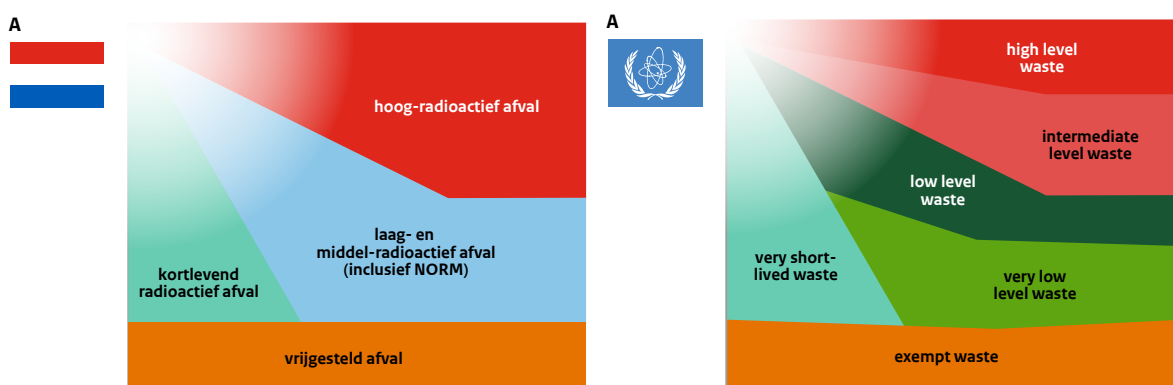 A
hoog-radioactief afval
laag- en
middel-radioactief afval
(inclusief NORM)
kortlevend
radioactief afval
vrijgesteld afval
A
high level
waste
intermediate
level waste
low level
waste
very short-
lived waste
very low
level waste
exempt waste